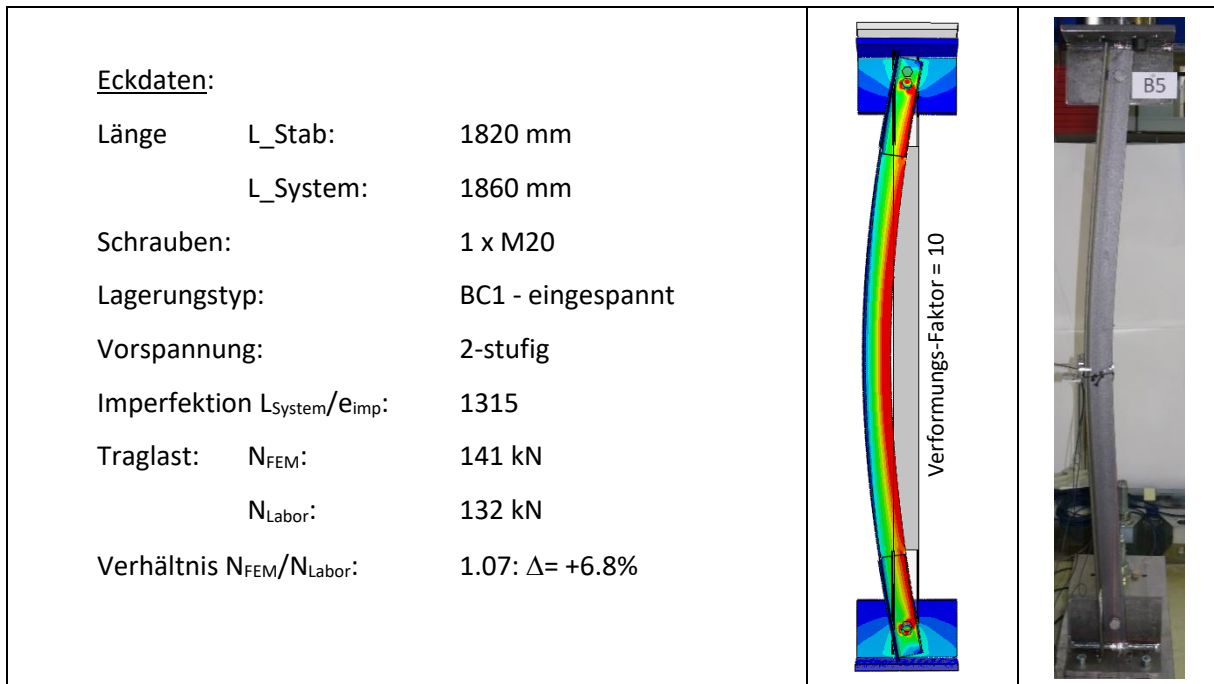 Eckdaten:
Länge L_Stab: 1820 mm
L_System: 1860 mm
Schrauben: 1 x M20
Lagerungstyp: BC1 - eingespannt
Vorspannung: 2-stufig
Imperfektion LSystem/eimp: 1315
Traglast: NFEM: 141 kN
NLabor: 132 kN
Verhältnis NFEM/NLabor: 1.07: Δ= +6.8%
Verformungs-Faktor = 10
B5